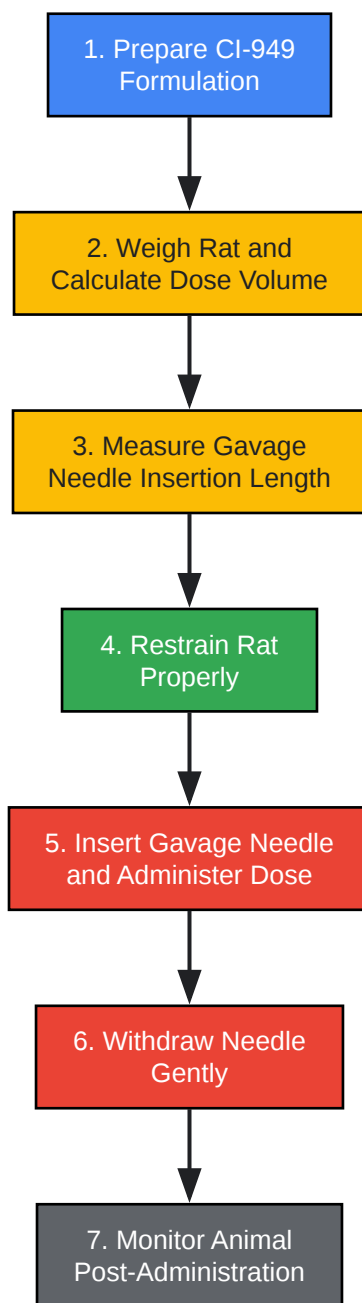 1. Prepare CI-949
Formulation
2. Weigh Rat and
Calculate Dose Volume
3. Measure Gavage
Needle Insertion Length
4. Restrain Rat
Properly
5. Insert Gavage Needle
and Administer Dose
6. Withdraw Needle
Gently
7. Monitor Animal
Post-Administration